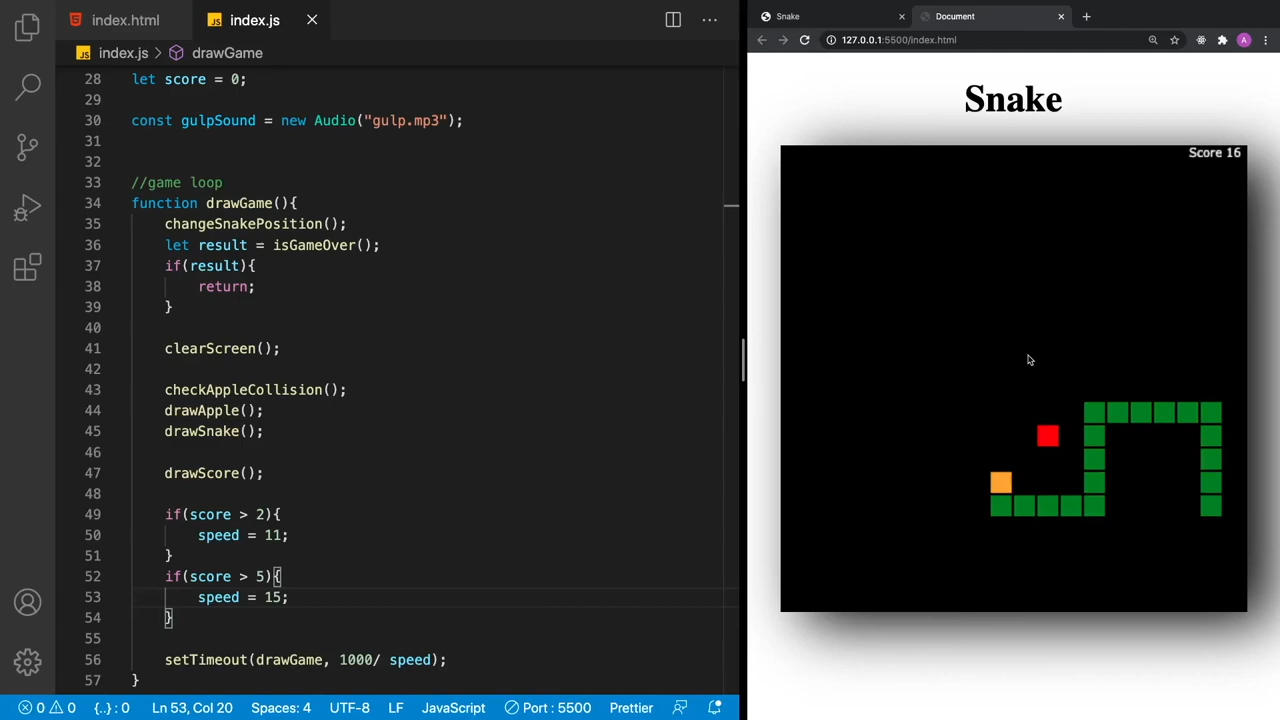 index.html
index.js
index.js > drawGame
28 let score = 0;
29
30 const gulpSound = new Audio("gulp.mp3");
31
32
33 //game loop
34 function drawGame(){
35 changeSnakePosition();
36 let result = isGameOver();
37 if(result){
38 return;
39 }
40
41 clearScreen();
42
43 checkAppleCollision();
44 drawApple();
45 drawSnake();
46
47 drawScore();
48
49 if(score > 2){
50 speed = 11;
51 }
52 if(score > 5){
53 speed = 15;
54 }
55
56 setTimeout(drawGame, 1000/ speed);
57 }
0 0 {..} : 0 Ln 53, Col 20 Spaces: 4 UTF-8 LF JavaScript Port : 5500 Prettier
Snake
Document
127.0.0.1:5500/index.html
A
Snake
Score 16